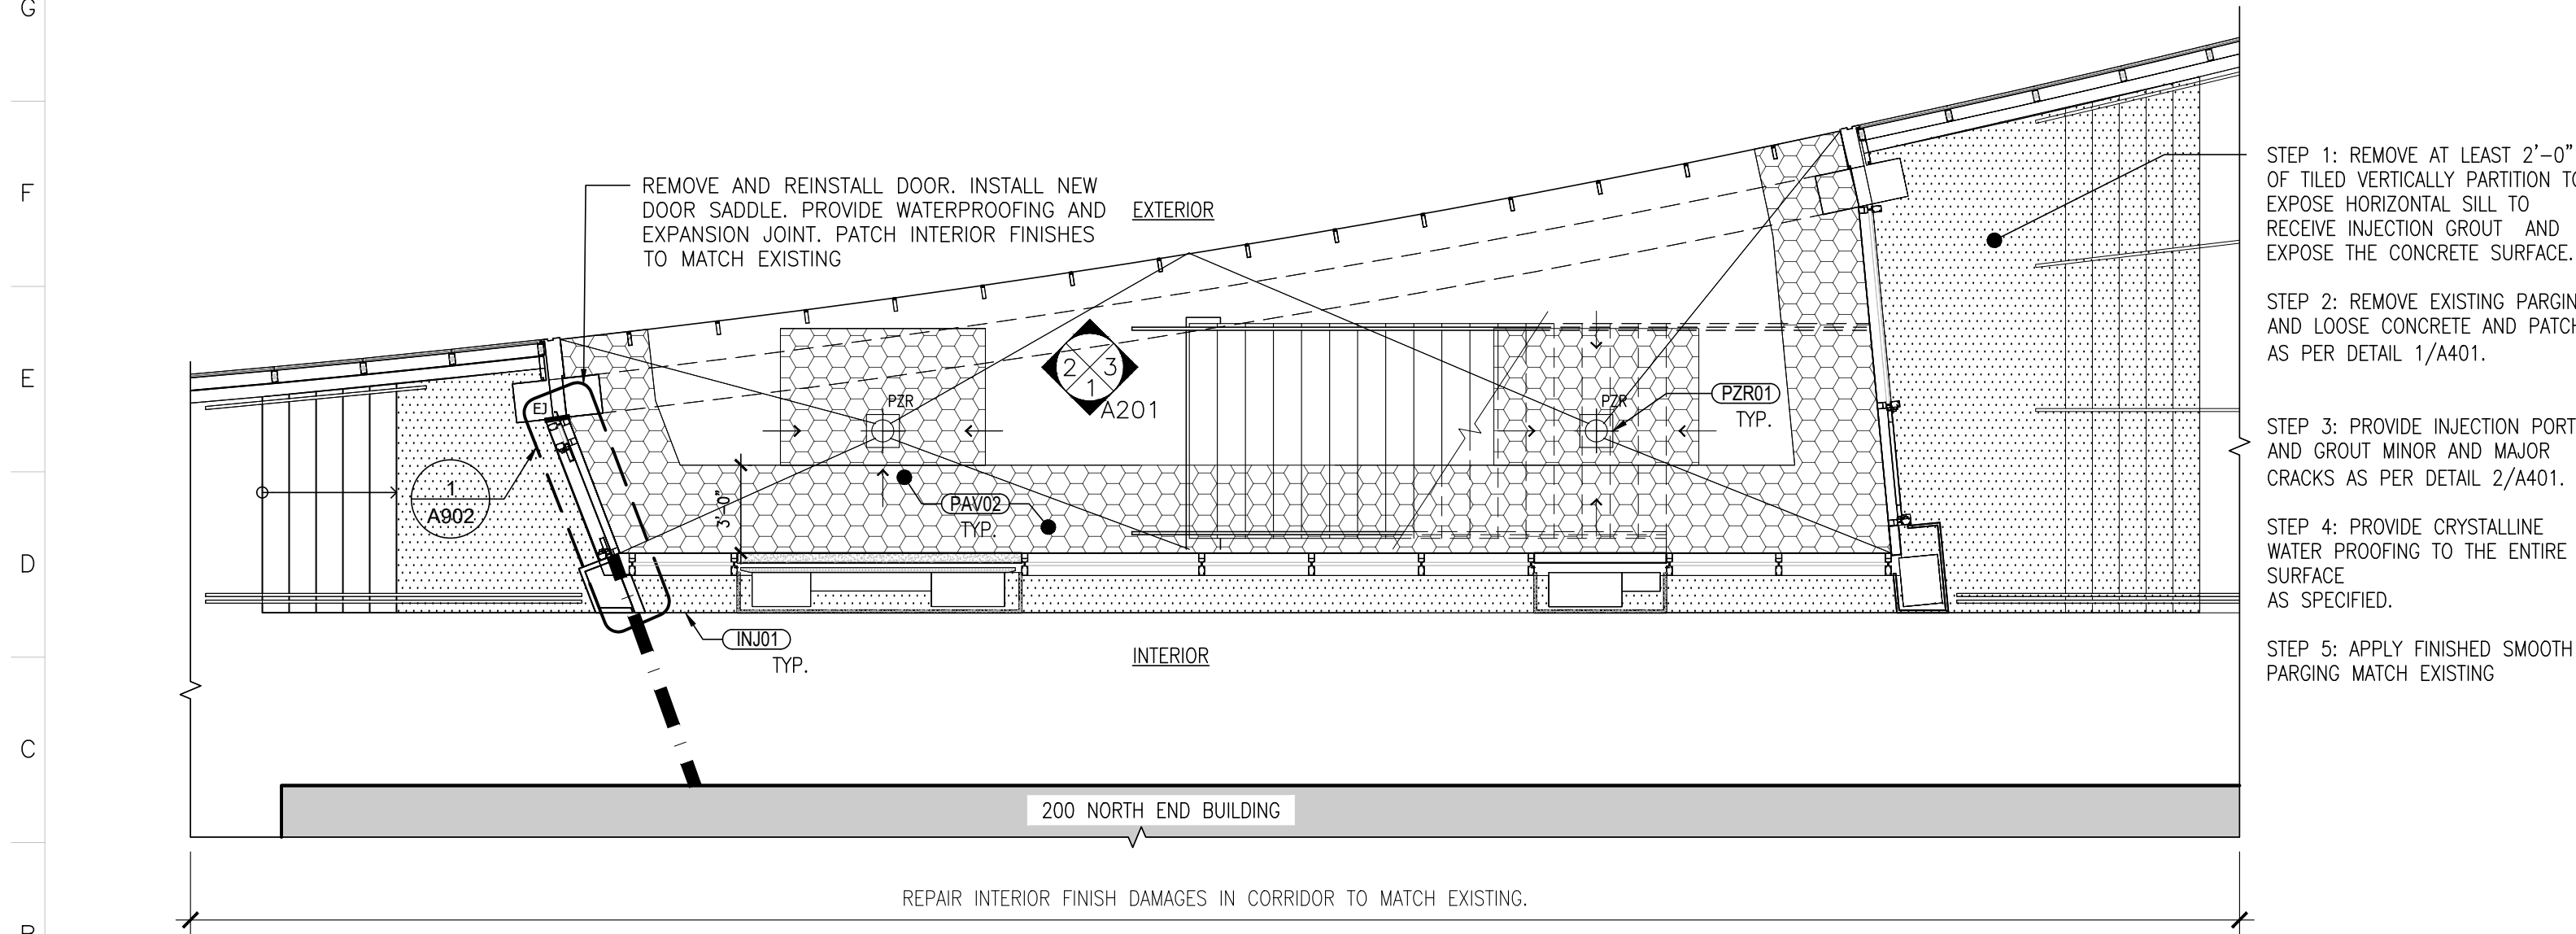 G
F
E
D
C
REMOVE AND REINSTALL DOOR. INSTALL NEW
DOOR SADDLE. PROVIDE WATERPROOFING AND
EXPANSION JOINT. PATCH INTERIOR FINISHES
TO MATCH EXISTING
EXTERIOR
2
3
1
A201
PZR
PZR
PZR01
TYP.
EJ
1
A902
3'-0"
PAV02
TYP.
INJ01
TYP.
INTERIOR
200 NORTH END BUILDING
REPAIR INTERIOR FINISH DAMAGES IN CORRIDOR TO MATCH EXISTING.
STEP 1: REMOVE AT LEAST 2'-0"
OF TILED VERTICALLY PARTITION
EXPOSE HORIZONTAL SILL TO
RECEIVE INJECTION GROUT AND
EXPOSE THE CONCRETE SURFACE.
STEP 2: REMOVE EXISTING
AND LOOSE CONCRETE AND
AS PER DETAIL 1/A401.
STEP 3: PROVIDE INJECTION
AND GROUT MINOR AND MAJOR
CRACKS AS PER DETAIL 2/A401.
STEP 4: PROVIDE CRYSTALLINE
WATER PROOFING TO THE ENTIRE
SURFACE
AS SPECIFIED.
STEP 5: APPLY FINISHED SMOOTH
PARGING MATCH EXISTING